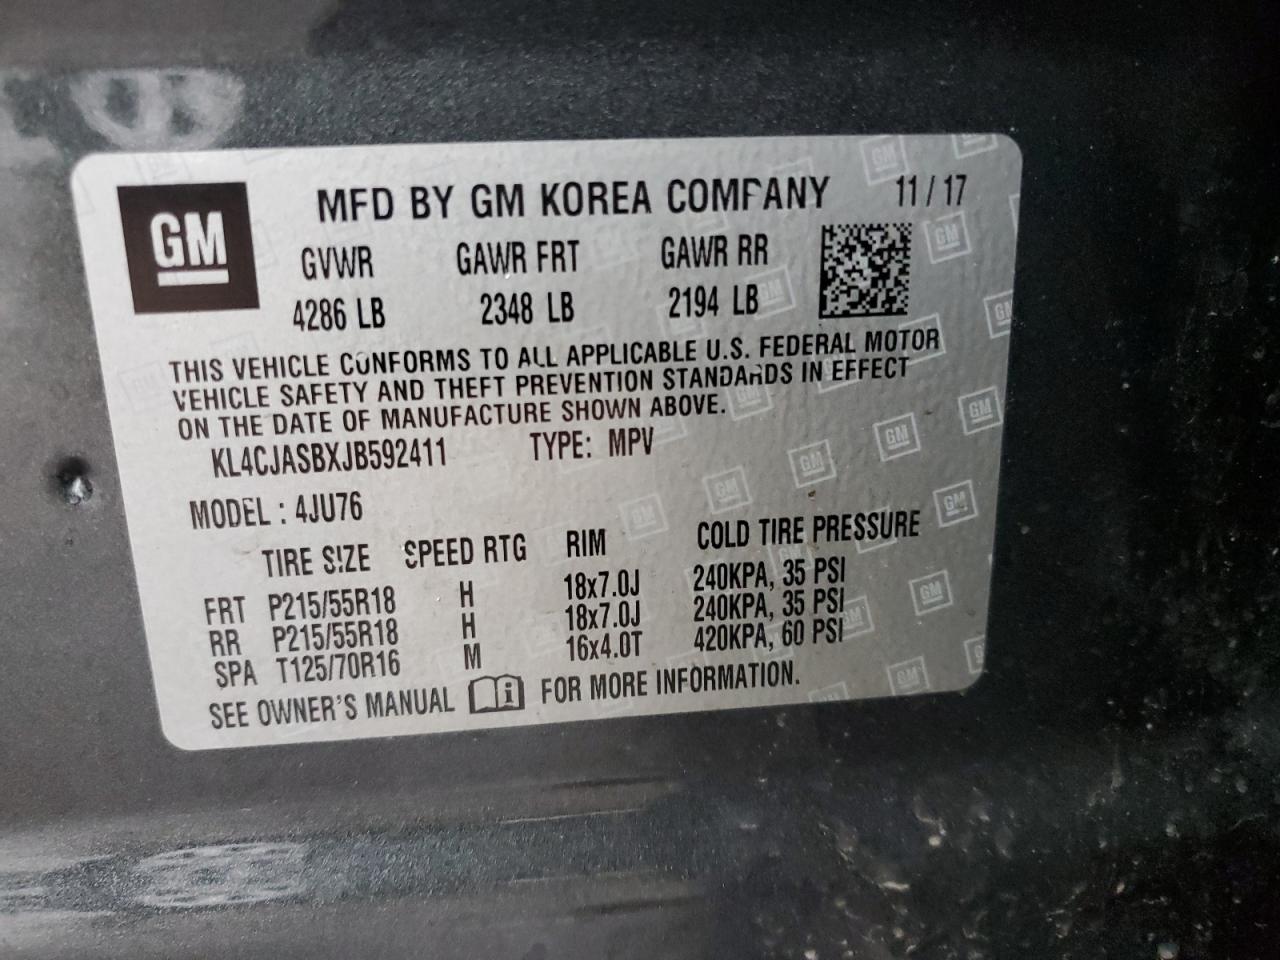 GM
MFD BY GM KOREA COMPANY 11/17
GVWR GAWR FRT GAWR RR
4286 LB 2348 LB 2194 LB
THIS VEHICLE CONFORMS TO ALL APPLICABLE U.S. FEDERAL MOTOR
VEHICLE SAFETY AND THEFT PREVENTION STANDARDS IN EFFECT
ON THE DATE OF MANUFACTURE SHOWN ABOVE.
KL4CJASBXJB592411 TYPE: MPV
MODEL : 4JU76
TIRE SIZE SPEED RTG RIM COLD TIRE PRESSURE
FRT P215/55R18 H 18x7.0J 240KPA, 35 PSI
RR P215/55R18 H 18x7.0J 240KPA, 35 PSI
SPA T125/70R16 M 16x4.0T 420KPA, 60 PSI
SEE OWNER'S MANUAL i FOR MORE INFORMATION.